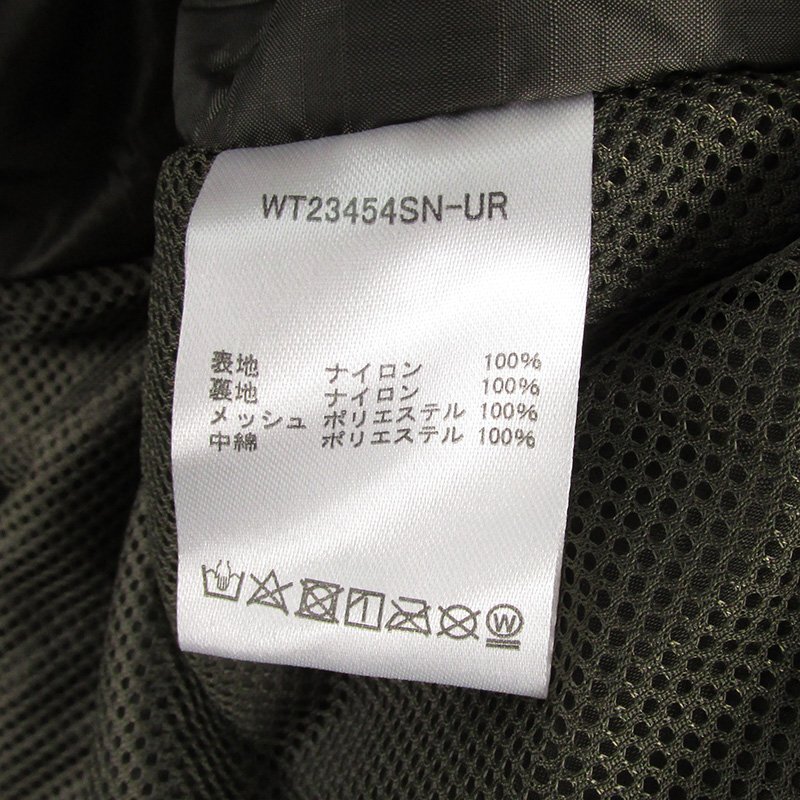 WT23454SN-UR
表地 ナイロン 100%
裏地 ナイロン 100%
メッシュ ポリエステル 100%
中綿 ポリエステル 100%
W